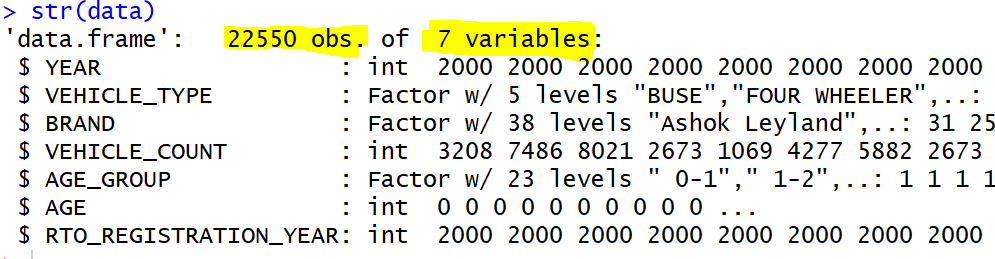 > str(data)
'data.frame': 22550 obs. of 7 variables:
$ YEAR : int 2000 2000 2000 2000 2000 2000 2000 2000
$ VEHICLE_TYPE : Factor w/ 5 levels "BUSE","FOUR WHEELER",..:
$ BRAND : Factor w/ 38 levels "Ashok Leyland",..: 31 25
$ VEHICLE_COUNT : int 3208 7486 8021 2673 1069 4277 5882 2673
$ AGE_GROUP : Factor w/ 23 levels " 0-1"," 1-2",..: 1 1 1 1
$ AGE : int 0 0 0 0 0 0 0 0 0 0 ...
$ RTO_REGISTRATION_YEAR: int 2000 2000 2000 2000 2000 2000 2000 2000